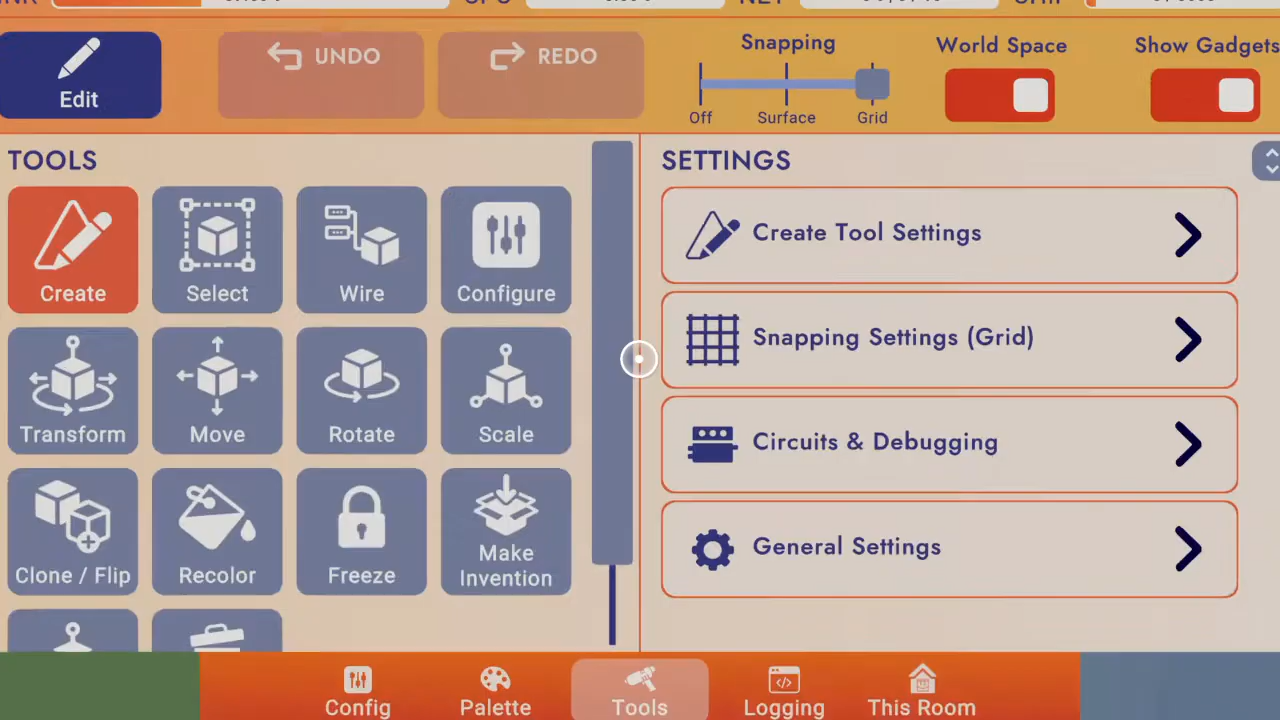 Edit
UNDO
REDO
Snapping
Off
Surface
Grid
World Space
Show Gadgets
TOOLS
Create
Select
Wire
Configure
Transform
Move
Rotate
Scale
Clone / Flip
Recolor
Freeze
Make
Invention
SETTINGS
Create Tool Settings
Snapping Settings (Grid)
Circuits & Debugging
General Settings
Config
Palette
Tools
Logging
This Room